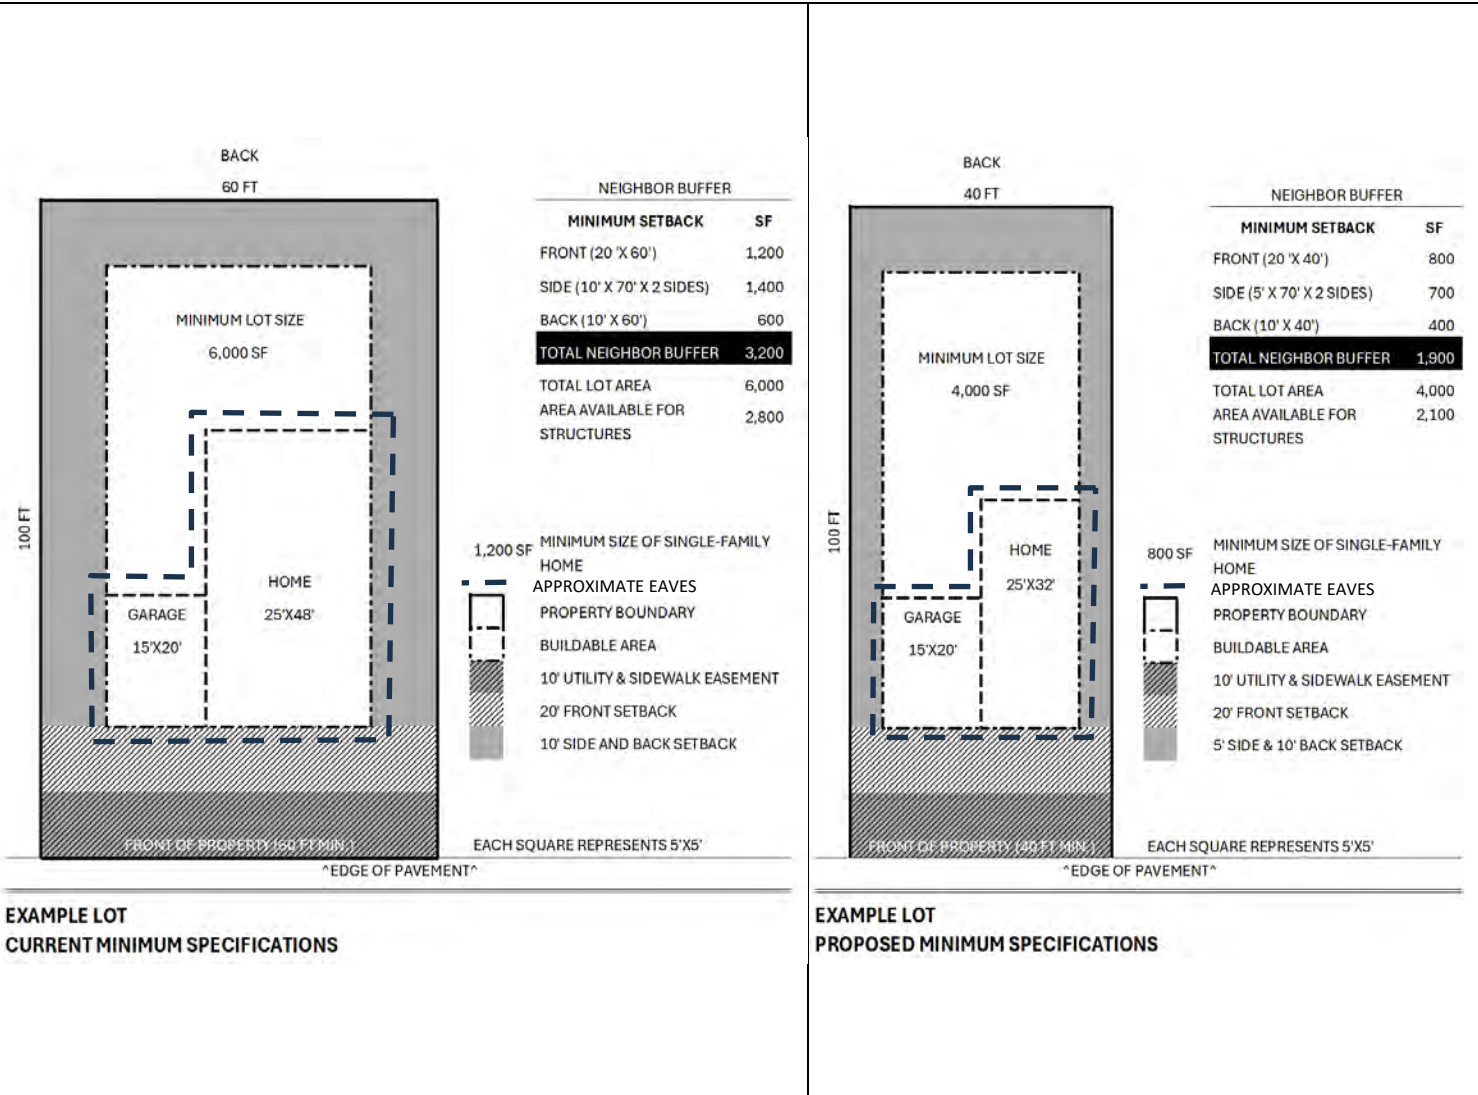 BACK
60 FT
100 FT
MINIMUM LOT SIZE
6,000 SF
HOME
25'X48'
GARAGE
15'X20'
FRONT OF PROPERTY (60 FT MIN.)
^EDGE OF PAVEMENT^
NEIGHBOR BUFFER
MINIMUM SETBACK SF
FRONT (20 'X 60') 1,200
SIDE (10' X 70' X 2 SIDES) 1,400
BACK (10' X 60') 600
TOTAL NEIGHBOR BUFFER 3,200
TOTAL LOT AREA 6,000
AREA AVAILABLE FOR 2,800
STRUCTURES
1,200 SF MINIMUM SIZE OF SINGLE-FAMILY
HOME
APPROXIMATE EAVES
PROPERTY BOUNDARY
BUILDABLE AREA
10' UTILITY & SIDEWALK EASEMENT
20' FRONT SETBACK
10' SIDE AND BACK SETBACK
EACH SQUARE REPRESENTS 5'X5'
EXAMPLE LOT
CURRENT MINIMUM SPECIFICATIONS
BACK
40 FT
100 FT
MINIMUM LOT SIZE
4,000 SF
HOME
25'X32'
GARAGE
15'X20'
FRONT OF PROPERTY (40 FT MIN.)
^EDGE OF PAVEMENT^
NEIGHBOR BUFFER
MINIMUM SETBACK SF
FRONT (20 'X 40') 800
SIDE (5' X 70' X 2 SIDES) 700
BACK (10' X 40') 400
TOTAL NEIGHBOR BUFFER 1,900
TOTAL LOT AREA 4,000
AREA AVAILABLE FOR 2,100
STRUCTURES
800 SF MINIMUM SIZE OF SINGLE-FAMILY
HOME
APPROXIMATE EAVES
PROPERTY BOUNDARY
BUILDABLE AREA
10' UTILITY & SIDEWALK EASEMENT
20' FRONT SETBACK
5' SIDE & 10' BACK SETBACK
EACH SQUARE REPRESENTS 5'X5'
EXAMPLE LOT
PROPOSED MINIMUM SPECIFICATIONS